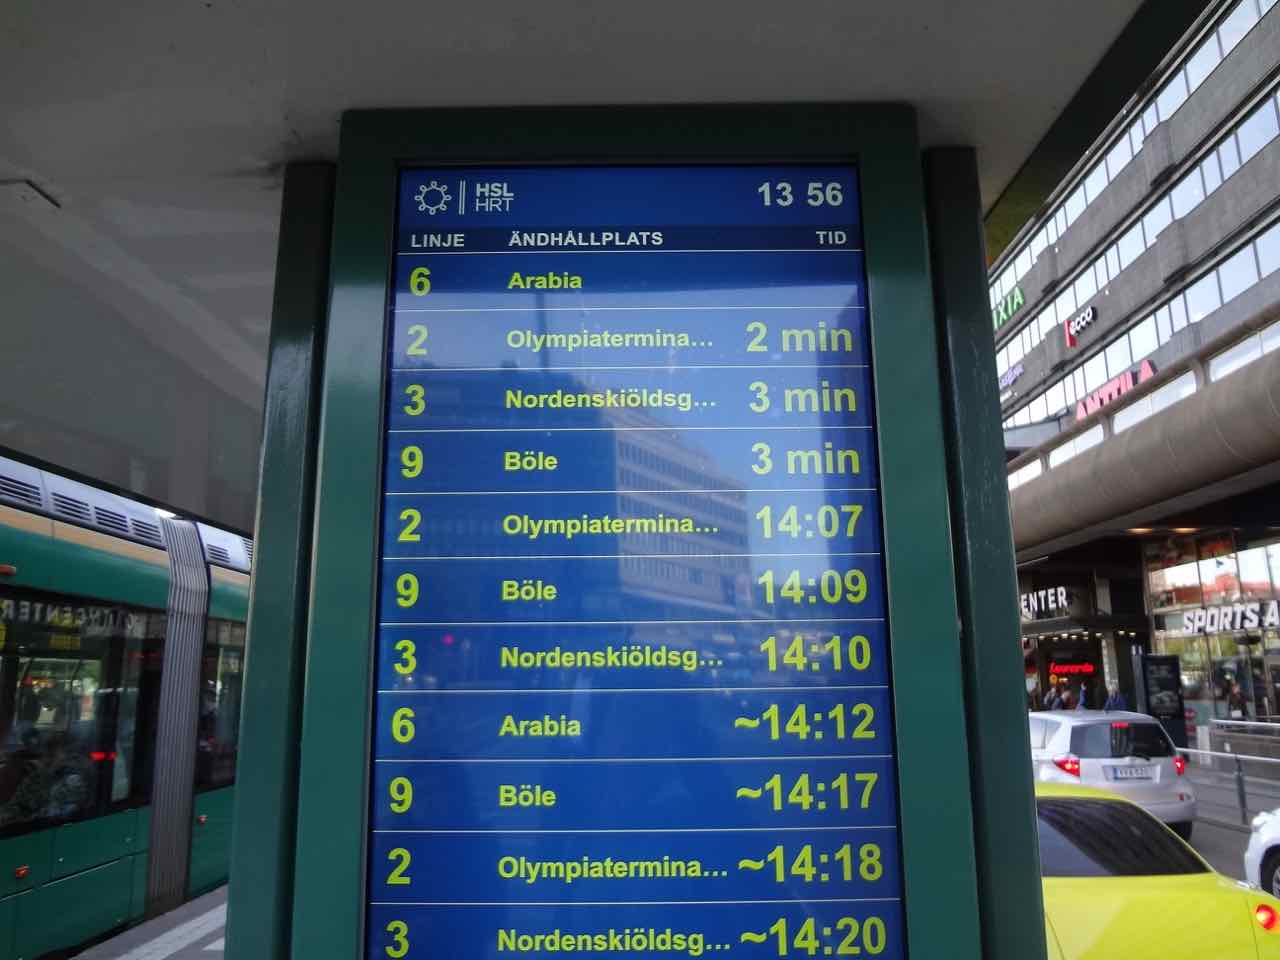 HSL
HRT
13 56
LINJE ÄNDHÅLLPLATS TID
6 Arabia
2 Olympiatermina... 2 min
3 Nordenskiöldsg... 3 min
9 Böle 3 min
2 Olympiatermina... 14:07
9 Böle 14:09
3 Nordenskiöldsg... 14:10
6 Arabia ~14:12
9 Böle ~14:17
2 Olympiatermina... ~14:18
3 Nordenskiöldsg... ~14:20
ecco
ANTTILA
ENTER
SPORTS A
Leonardo